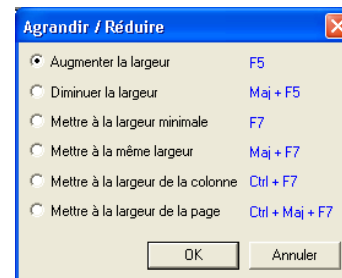 Agrandir / Réduire
Augmenter la largeur F5
Diminuer la largeur Maj + F5
Mettre à la largeur minimale F7
Mettre à la même largeur Maj + F7
Mettre à la largeur de la colonne Ctrl + F7
Mettre à la largeur de la page Ctrl + Maj + F7
OK Annuler